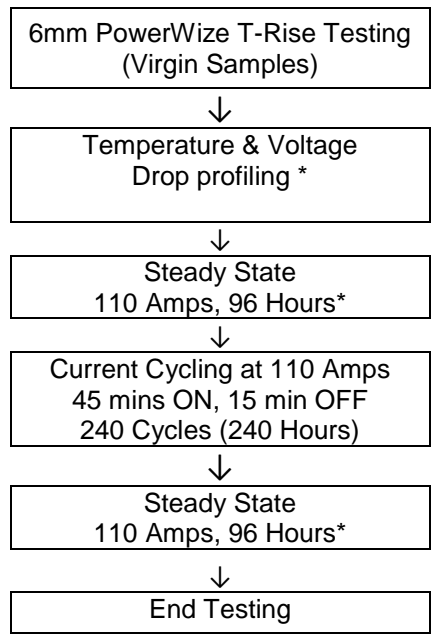 6mm PowerWize T-Rise Testing
(Virgin Samples)
↓
Temperature & Voltage
Drop profiling *
↓
Steady State
110 Amps, 96 Hours*
↓
Current Cycling at 110 Amps
45 mins ON, 15 min OFF
240 Cycles (240 Hours)
↓
Steady State
110 Amps, 96 Hours*
↓
End Testing